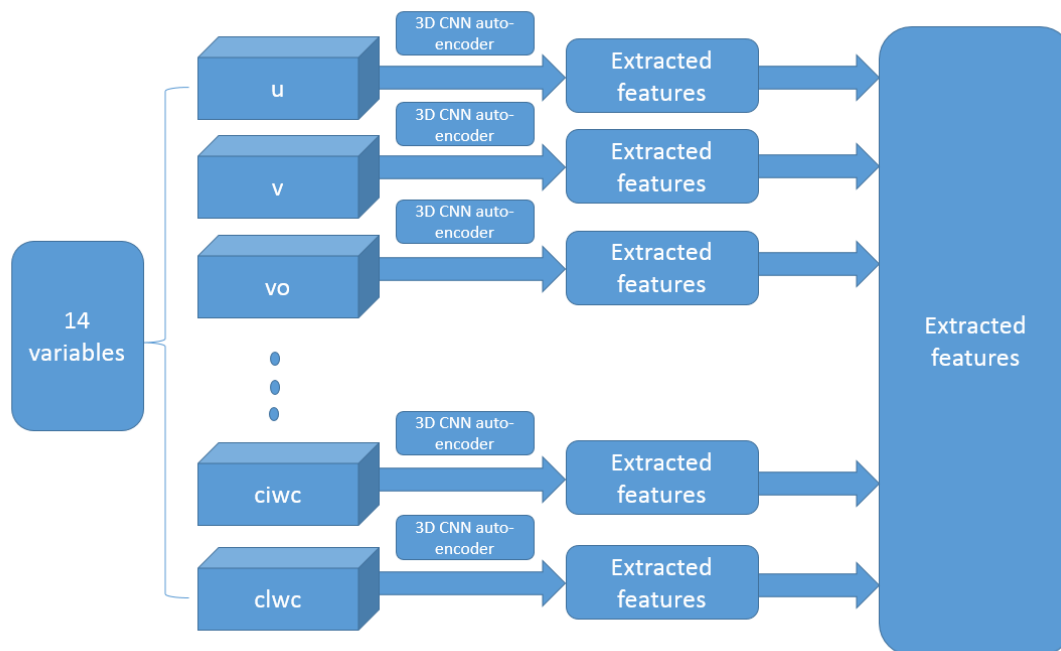 14
variables
u
3D CNN auto-
encoder
Extracted
features
v
3D CNN auto-
encoder
Extracted
features
vo
3D CNN auto-
encoder
Extracted
features
ciwc
3D CNN auto-
encoder
Extracted
features
clwc
3D CNN auto-
encoder
Extracted
features
Extracted
features